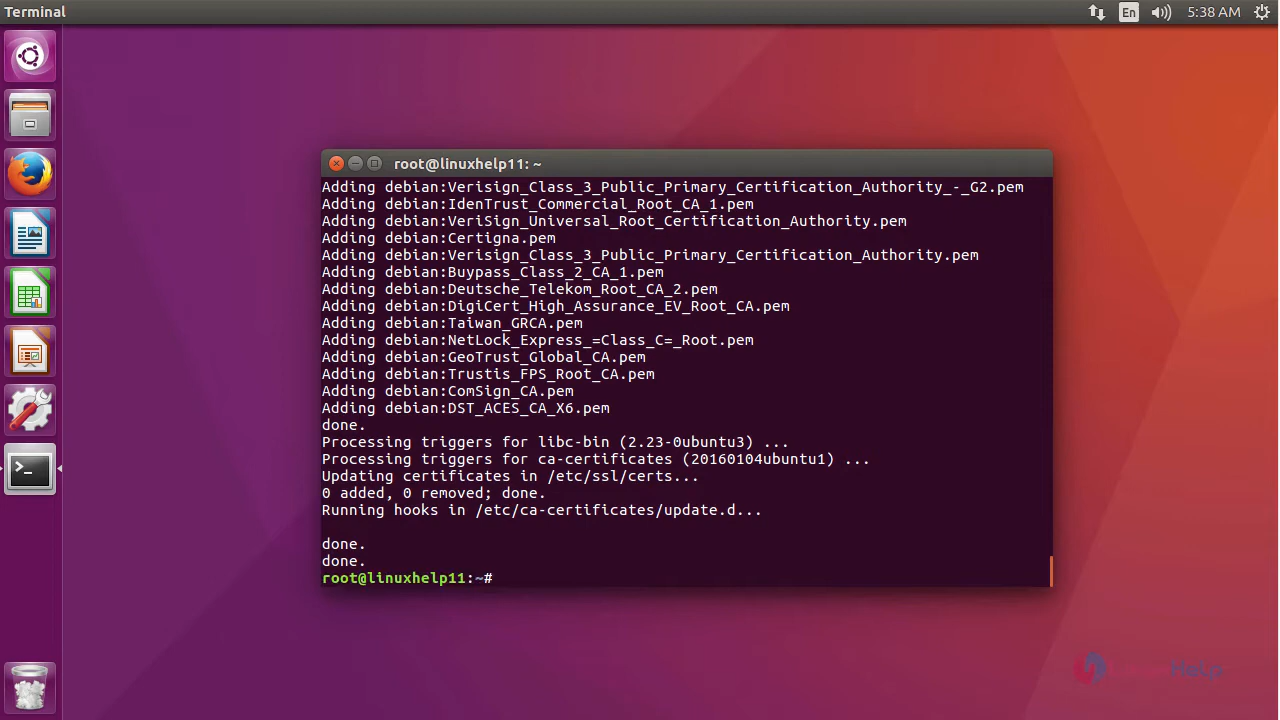 Terminal
En
5:38 AM
root@linuxhelp11: ~
Adding debian:Verisign_Class_3_Public_Primary_Certification_Authority_-_G2.pem
Adding debian:IdenTrust_Commercial_Root_CA_1.pem
Adding debian:VeriSign_Universal_Root_Certification_Authority.pem
Adding debian:Certigna.pem
Adding debian:Verisign_Class_3_Public_Primary_Certification_Authority.pem
Adding debian:Buypass_Class_2_CA_1.pem
Adding debian:Deutsche_Telekom_Root_CA_2.pem
Adding debian:DigiCert_High_Assurance_EV_Root_CA.pem
Adding debian:Taiwan_GRCA.pem
Adding debian:NetLock_Express_=Class_C=_Root.pem
Adding debian:GeoTrust_Global_CA.pem
Adding debian:Trustis_FPS_Root_CA.pem
Adding debian:ComSign_CA.pem
Adding debian:DST_ACES_CA_X6.pem
done.
Processing triggers for libc-bin (2.23-0ubuntu3) ...
Processing triggers for ca-certificates (20160104ubuntu1) ...
Updating certificates in /etc/ssl/certs...
0 added, 0 removed; done.
Running hooks in /etc/ca-certificates/update.d...
done.
done.
root@linuxhelp11:~#